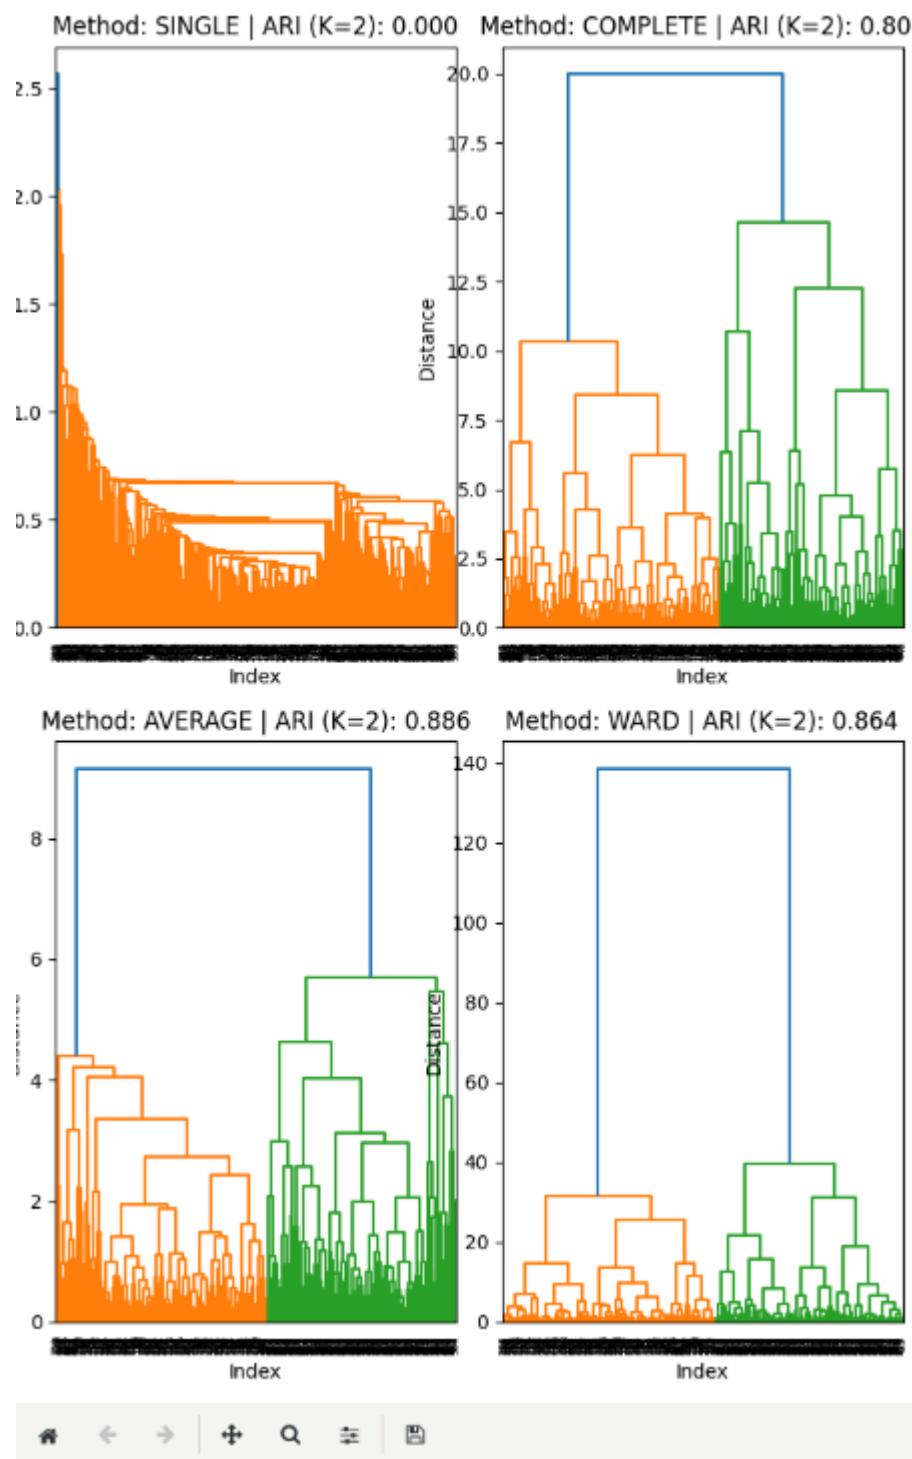 Method: SINGLE | ARI (K=2): 0.000
Method: COMPLETE | ARI (K=2): 0.80
2.5
2.0
1.5
1.0
0.5
0.0
Index
Distance
20.0
17.5
15.0
12.5
10.0
7.5
5.0
2.5
0.0
Index
Method: AVERAGE | ARI (K=2): 0.886
Method: WARD | ARI (K=2): 0.864
8
6
4
2
0
Index
Distance
140
120
100
80
60
40
20
0
Index